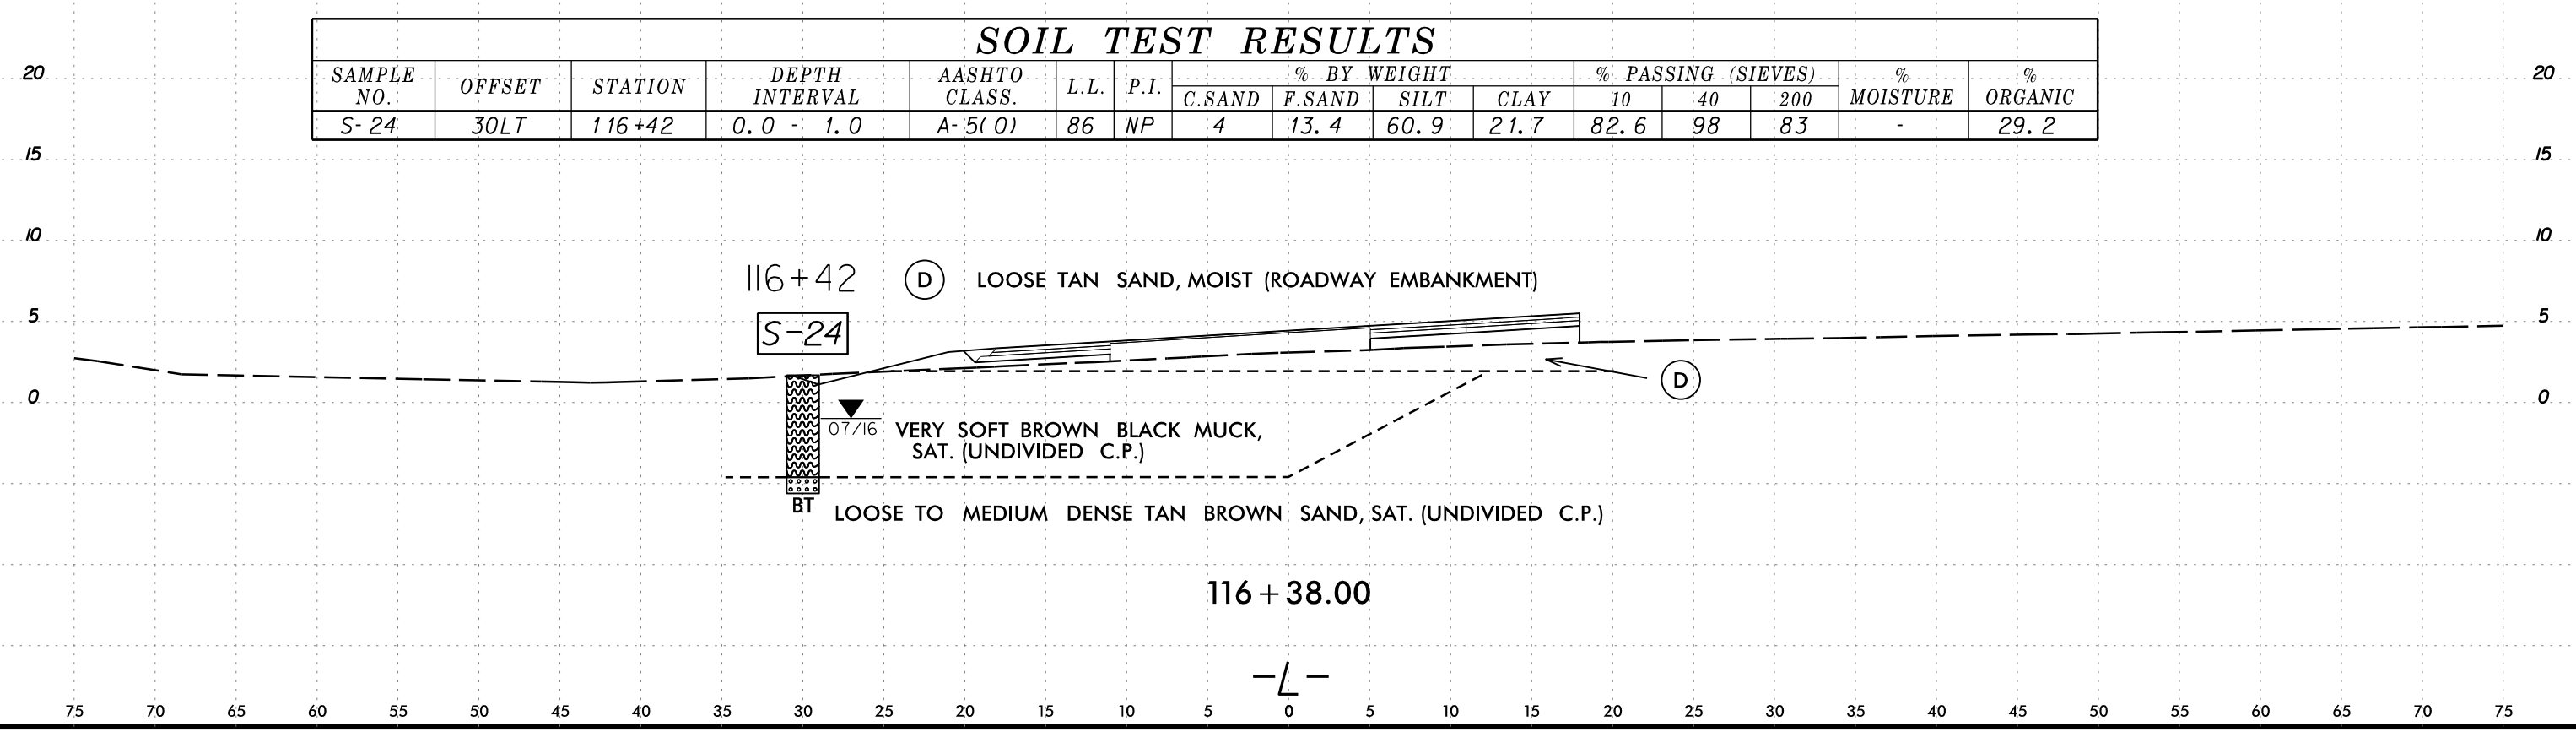 SOIL TEST RESULTS
SAMPLE NO. OFFSET STATION DEPTH INTERVAL AASHTO CLASS. L.L. P.I. % BY WEIGHT % PASSING (SIEVES) % MOISTURE % ORGANIC
C.SAND F.SAND SILT CLAY 10 40 200
S-24 30LT 116+42 0.0 - 1.0 A-5(0) 86 NP 4 13.4 60.9 21.7 82.6 98 83 - 29.2
20 20
15 15
10 10
116+42 D LOOSE TAN SAND, MOIST (ROADWAY EMBANKMENT)
5 5
S-24
D
0 0
07/16 VERY SOFT BROWN BLACK MUCK,
SAT. (UNDIVIDED C.P.)
BT LOOSE TO MEDIUM DENSE TAN BROWN SAND, SAT. (UNDIVIDED C.P.)
116+38.00
-L-
75 70 65 60 55 50 45 40 35 30 25 20 15 10 5 0 5 10 15 20 25 30 35 40 45 50 55 60 65 70 75